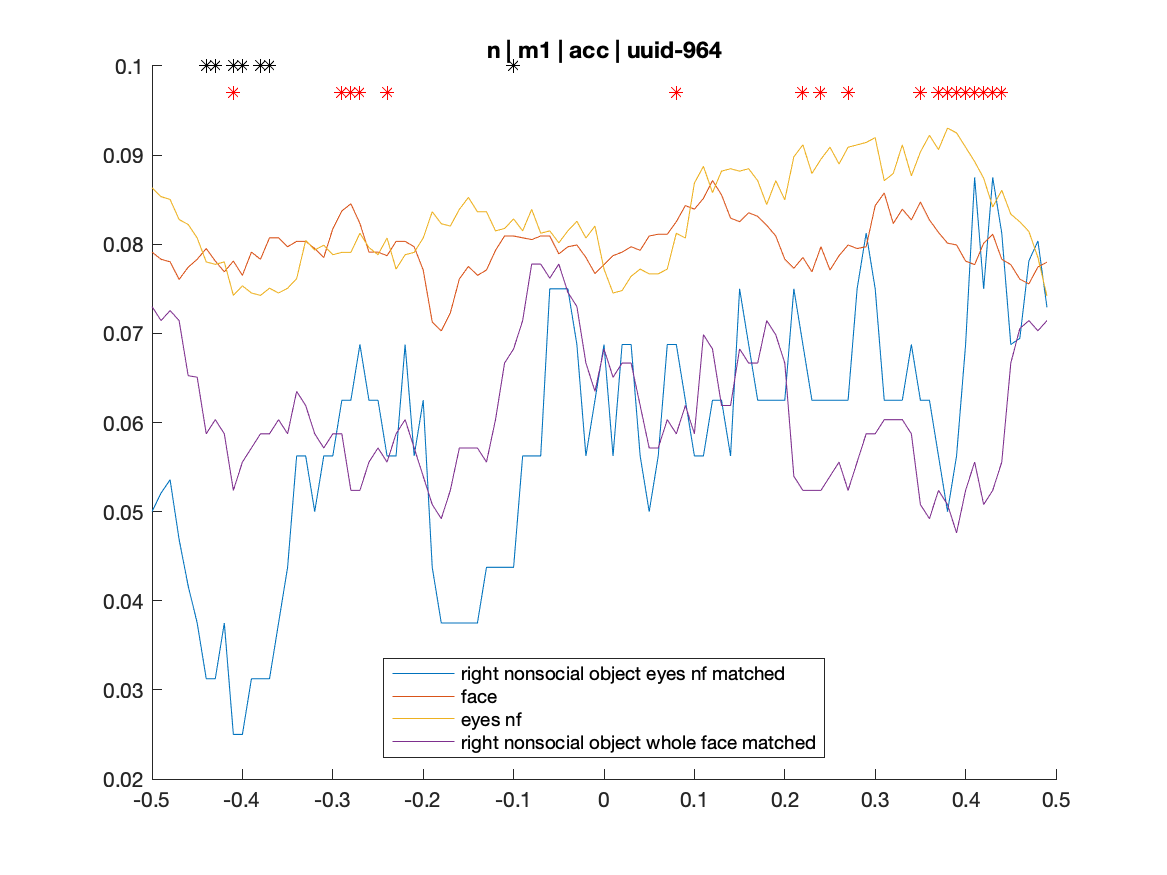 n | m1 | acc | uuid-964
0.1
0.09
0.08
0.07
0.06
0.05
0.04
0.03
0.02
right nonsocial object eyes nf matched
face
eyes nf
right nonsocial object whole face matched
-0.5 -0.4 -0.3 -0.2 -0.1 0 0.1 0.2 0.3 0.4 0.5